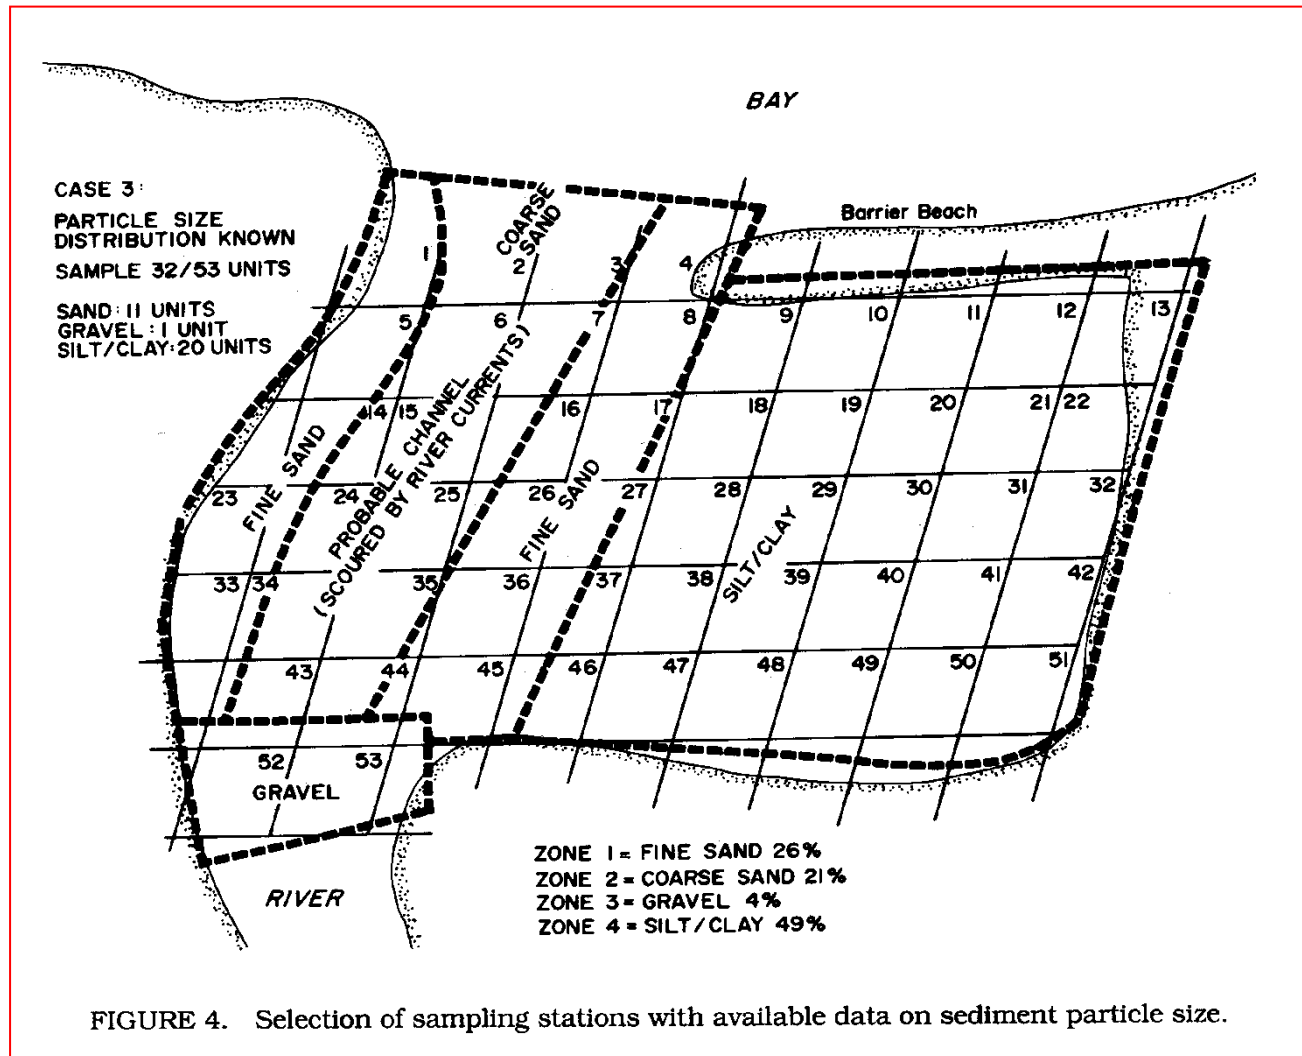 BAY
CASE 3:
PARTICLE SIZE
DISTRIBUTION KNOWN
SAMPLE 32/53 UNITS
SAND: 11 UNITS
GRAVEL: 1 UNIT
SILT/CLAY: 20 UNITS
COARSE
SAND
Barrier Beach
1 2 3 4
5 6 7 8 9 10 11 12 13
14 15 16 17 18 19 20 21 22
FINE SAND
PROBABLE CHANNEL
(SCOURED BY RIVER CURRENTS)
FINE SAND
SILT/CLAY
23 24 25 26 27 28 29 30 31 32
33 34 35 36 37 38 39 40 41 42
43 44 45 46 47 48 49 50 51
52 53
GRAVEL
RIVER
ZONE 1 = FINE SAND 26%
ZONE 2 = COARSE SAND 21%
ZONE 3 = GRAVEL 4%
ZONE 4 = SILT/CLAY 49%
FIGURE 4. Selection of sampling stations with available data on sediment particle size.